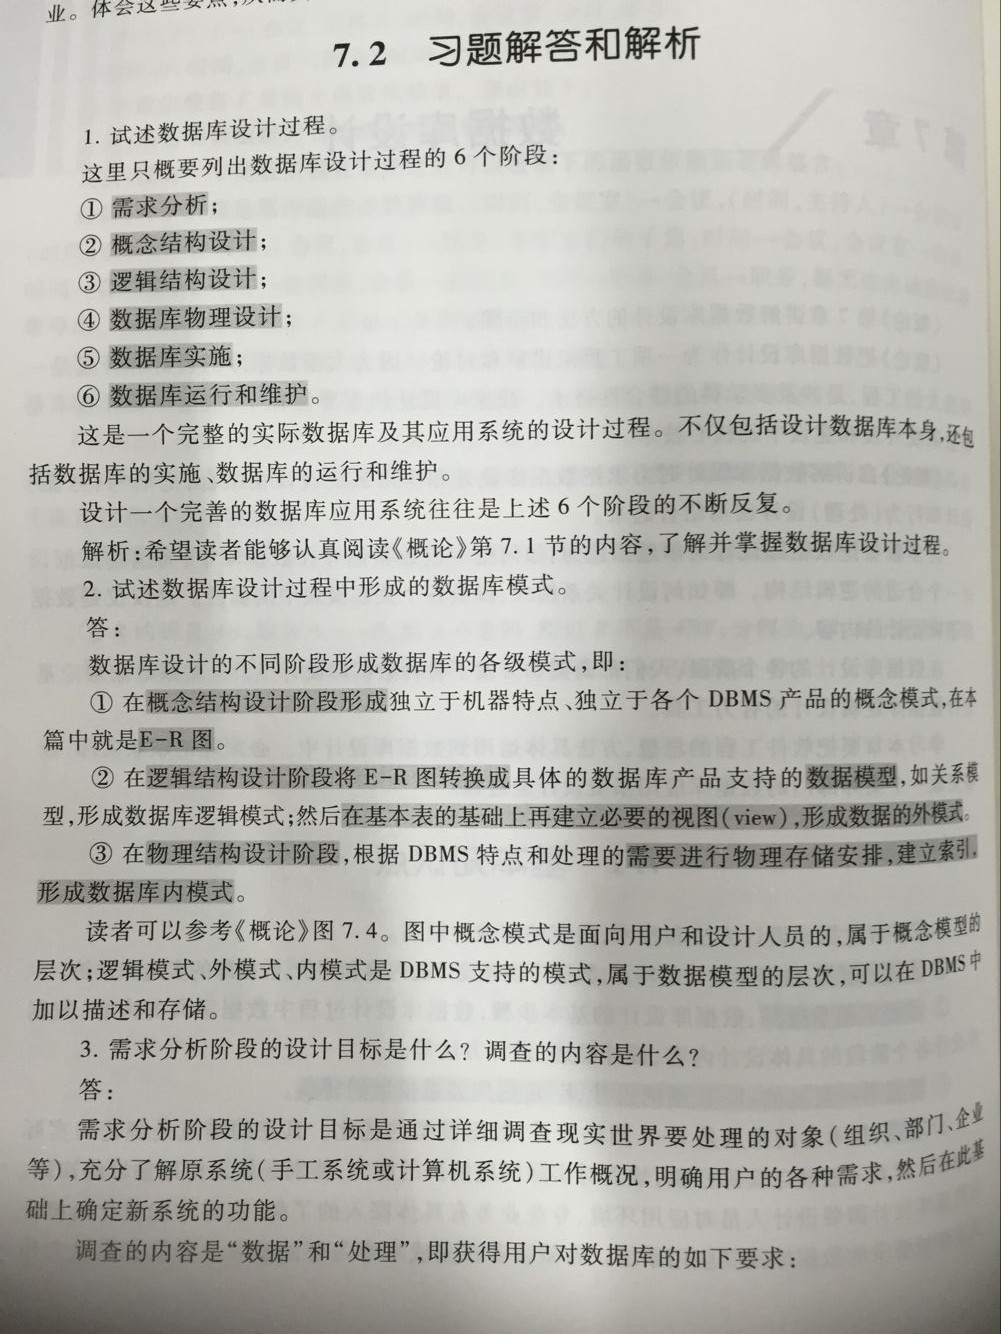 业。体会这些要点,
7.2 习题解答和解析
1. 试述数据库设计过程。
这里只概要列出数据库设计过程的 6 个阶段:
① 需求分析;
② 概念结构设计;
③ 逻辑结构设计;
④ 数据库物理设计;
⑤ 数据库实施;
⑥ 数据库运行和维护。
这是一个完整的实际数据库及其应用系统的设计过程。不仅包括设计数据库本身,还包
括数据库的实施、数据库的运行和维护。
设计一个完善的数据库应用系统往往是上述 6 个阶段的不断反复。
解析:希望读者能够认真阅读《概论》第 7.1 节的内容,了解并掌握数据库设计过程。
2. 试述数据库设计过程中形成的数据库模式。
答:
数据库设计的不同阶段形成数据库的各级模式,即:
① 在概念结构设计阶段形成独立于机器特点、独立于各个 DBMS 产品的概念模式,在本
篇中就是E-R 图。
② 在逻辑结构设计阶段将 E-R 图转换成具体的数据库产品支持的数据模型,如关系模
型,形成数据库逻辑模式;然后在基本表的基础上再建立必要的视图(view),形成数据的外模式。
③ 在物理结构设计阶段,根据 DBMS 特点和处理的需要进行物理存储安排,建立索引,
形成数据库内模式。
读者可以参考《概论》图 7.4。图中概念模式是面向用户和设计人员的,属于概念模型的
层次;逻辑模式、外模式、内模式是 DBMS 支持的模式,属于数据模型的层次,可以在 DBMS 中
加以描述和存储。
3. 需求分析阶段的设计目标是什么? 调查的内容是什么?
答:
需求分析阶段的设计目标是通过详细调查现实世界要处理的对象(组织、部门、企业
等),充分了解原系统(手工系统或计算机系统)工作概况,明确用户的各种需求,然后在此基
础上确定新系统的功能。
调查的内容是“数据”和“处理”,即获得用户对数据库的如下要求: